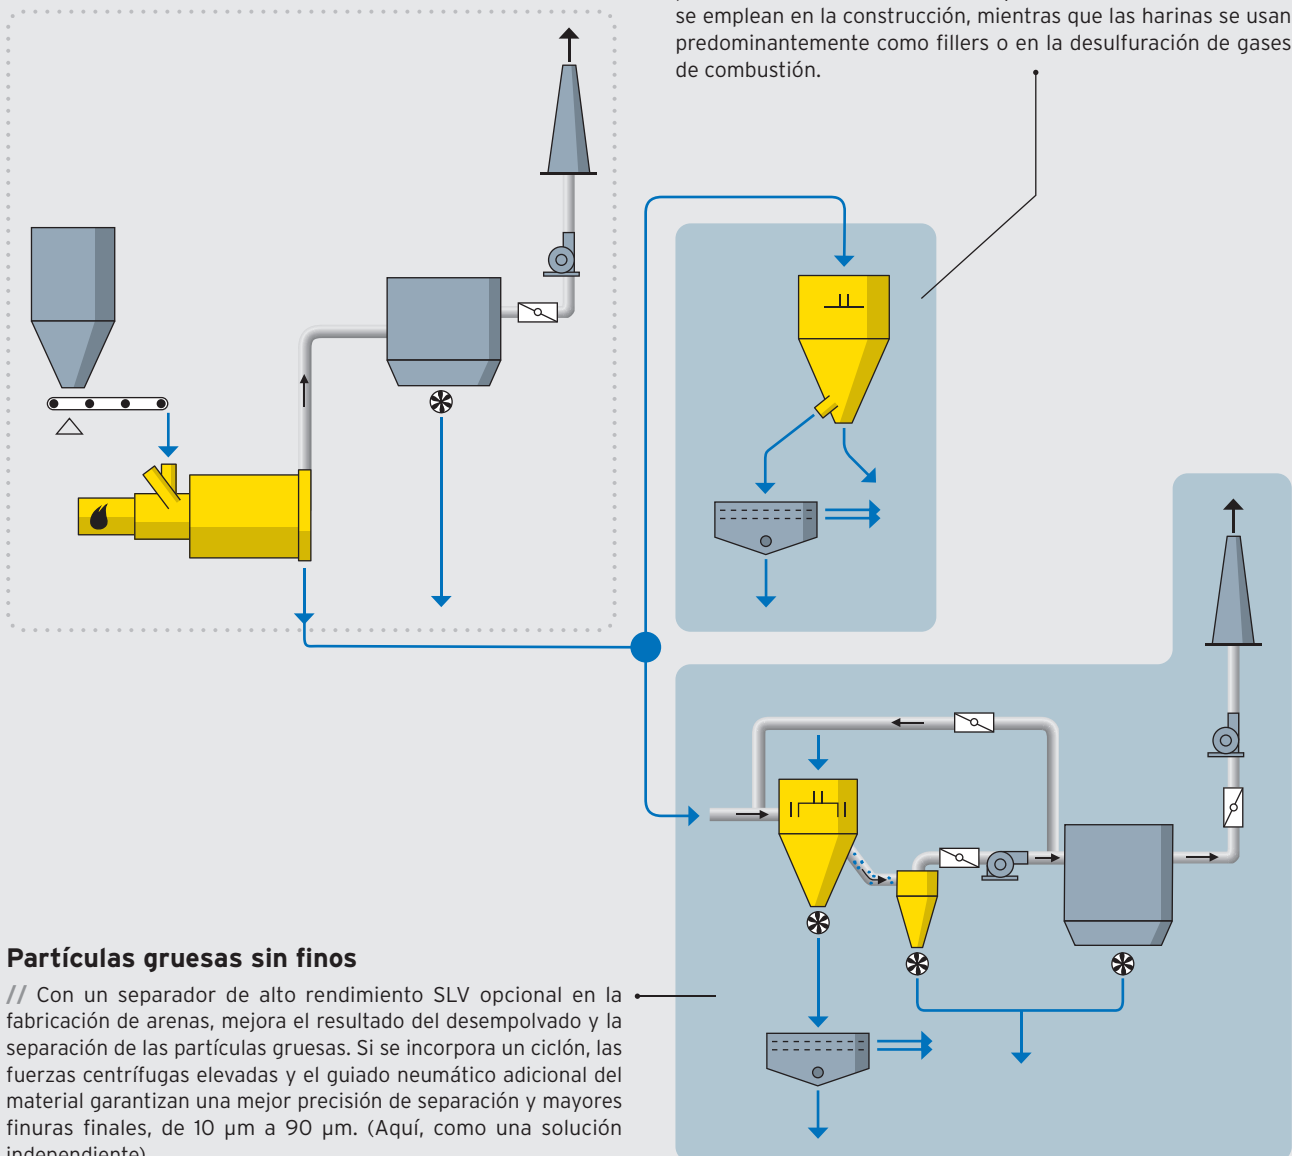 se emplean en la construcción, mientras que las harinas se usan
predominantemente como fillers o en la desulfuración de gases
de combustión.
Partículas gruesas sin finos
// Con un separador de alto rendimiento SLV opcional en la
fabricación de arenas, mejora el resultado del desempolvado y la
separación de las partículas gruesas. Si se incorpora un ciclón, las
fuerzas centrífugas elevadas y el guiado neumático adicional del
material garantizan una mejor precisión de separación y mayores
finuras finales, de 10 µm a 90 µm. (Aquí, como una solución
independiente)